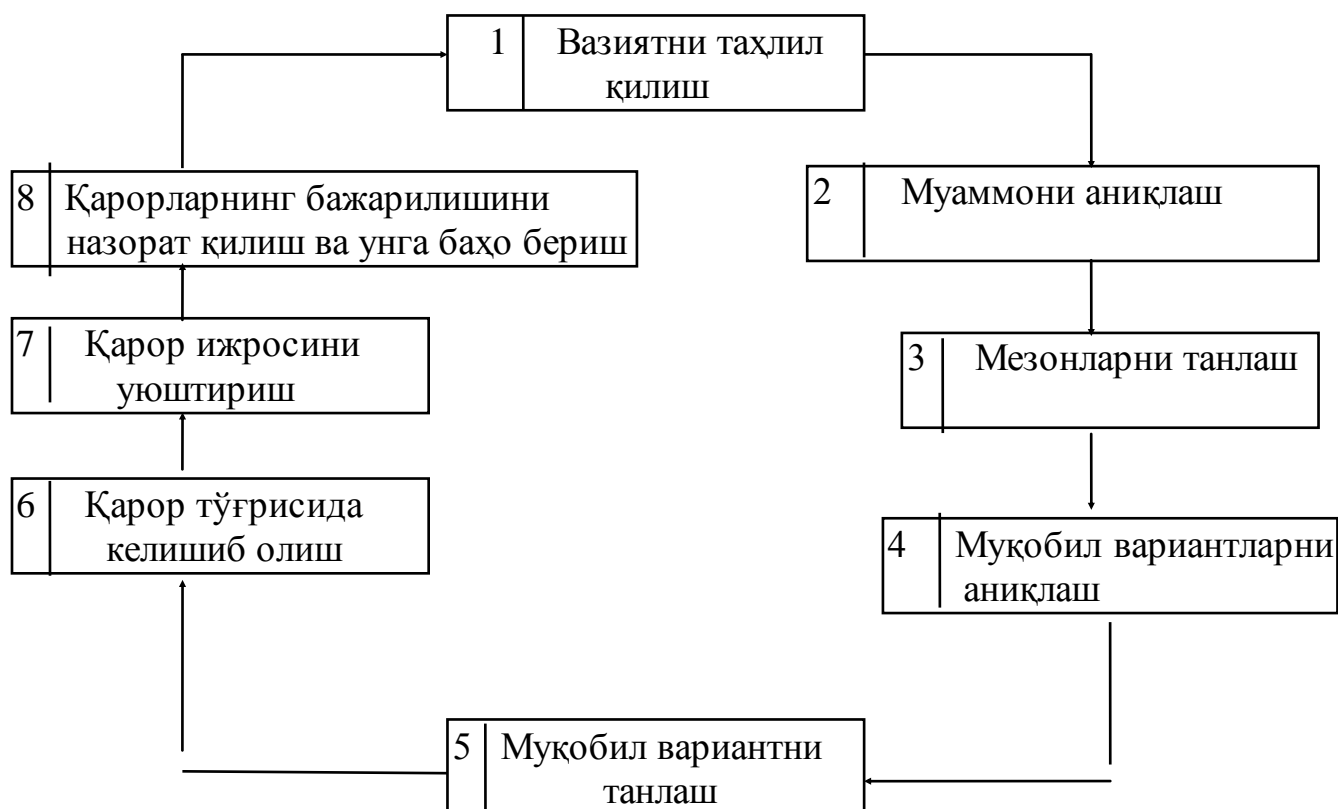 1 Вазиятни таҳлил
қилиш
2 Муаммони аниқлаш
3 Мезонларни танлаш
4 Муқобил вариантларни
аниқлаш
5 Муқобил вариантни
танлаш
6 Қарор тўғрисида
келишиб олиш
7 Қарор ижросини
уюштириш
8 Қарорларнинг бажарилишини
назорат қилиш ва унга баҳо бериш